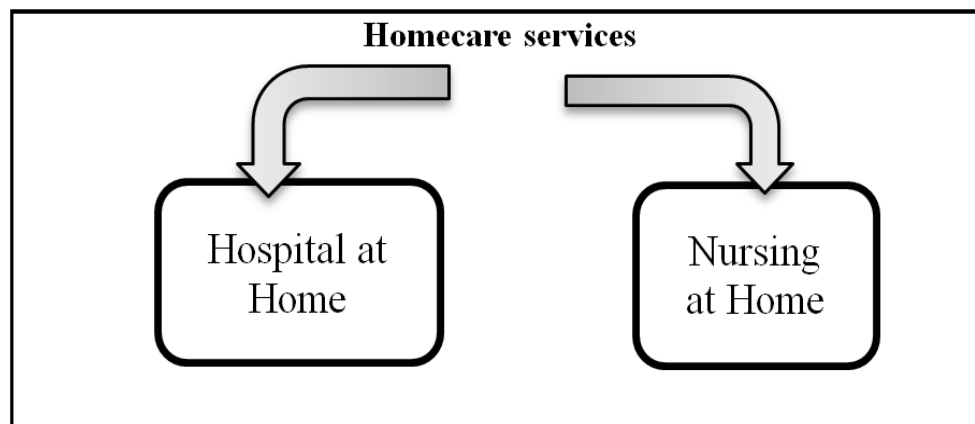 Homecare services
Hospital at
Home
Nursing
at Home